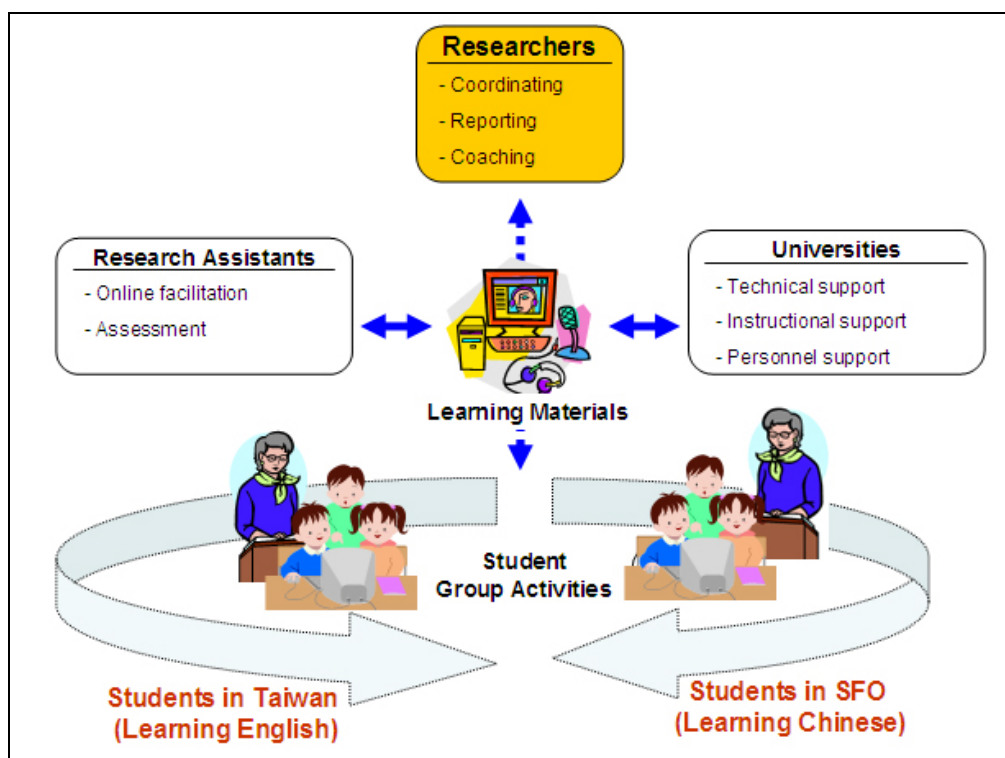 Researchers
- Coordinating
- Reporting
- Coaching
Research Assistants
- Online facilitation
- Assessment
Universities
- Technical support
- Instructional support
- Personnel support
Learning Materials
Student
Group Activities
Students in Taiwan
(Learning English)
Students in SFO
(Learning Chinese)